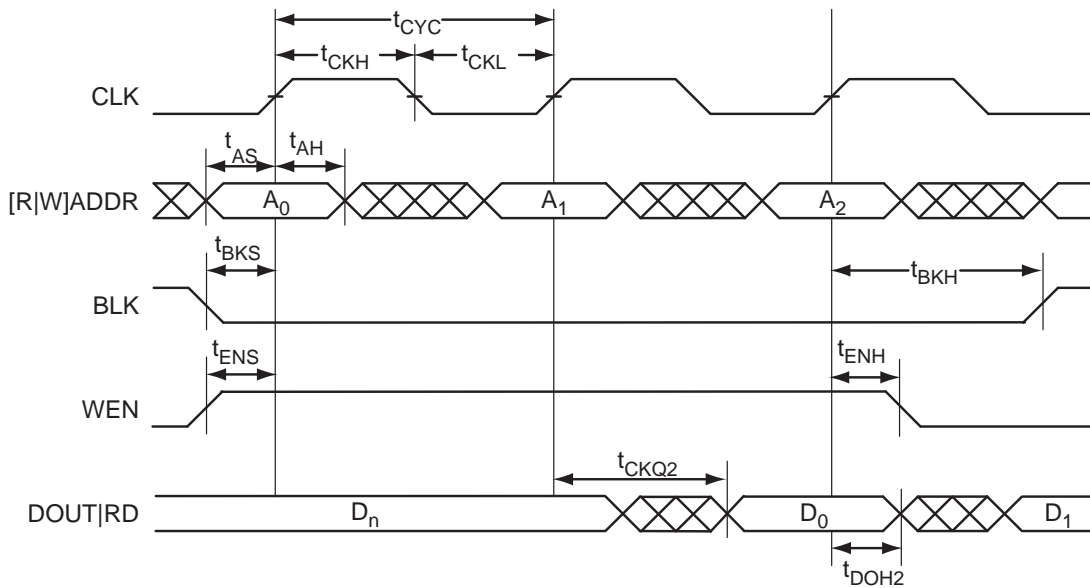 tCYC
tCKH tCKL
CLK
tAS tAH
[R|W]ADDR A0 A1 A2
tBKS tBKH
BLK
tENS tENH
WEN
tCKQ2
DOUT|RD Dn D0 D1
tDOH2